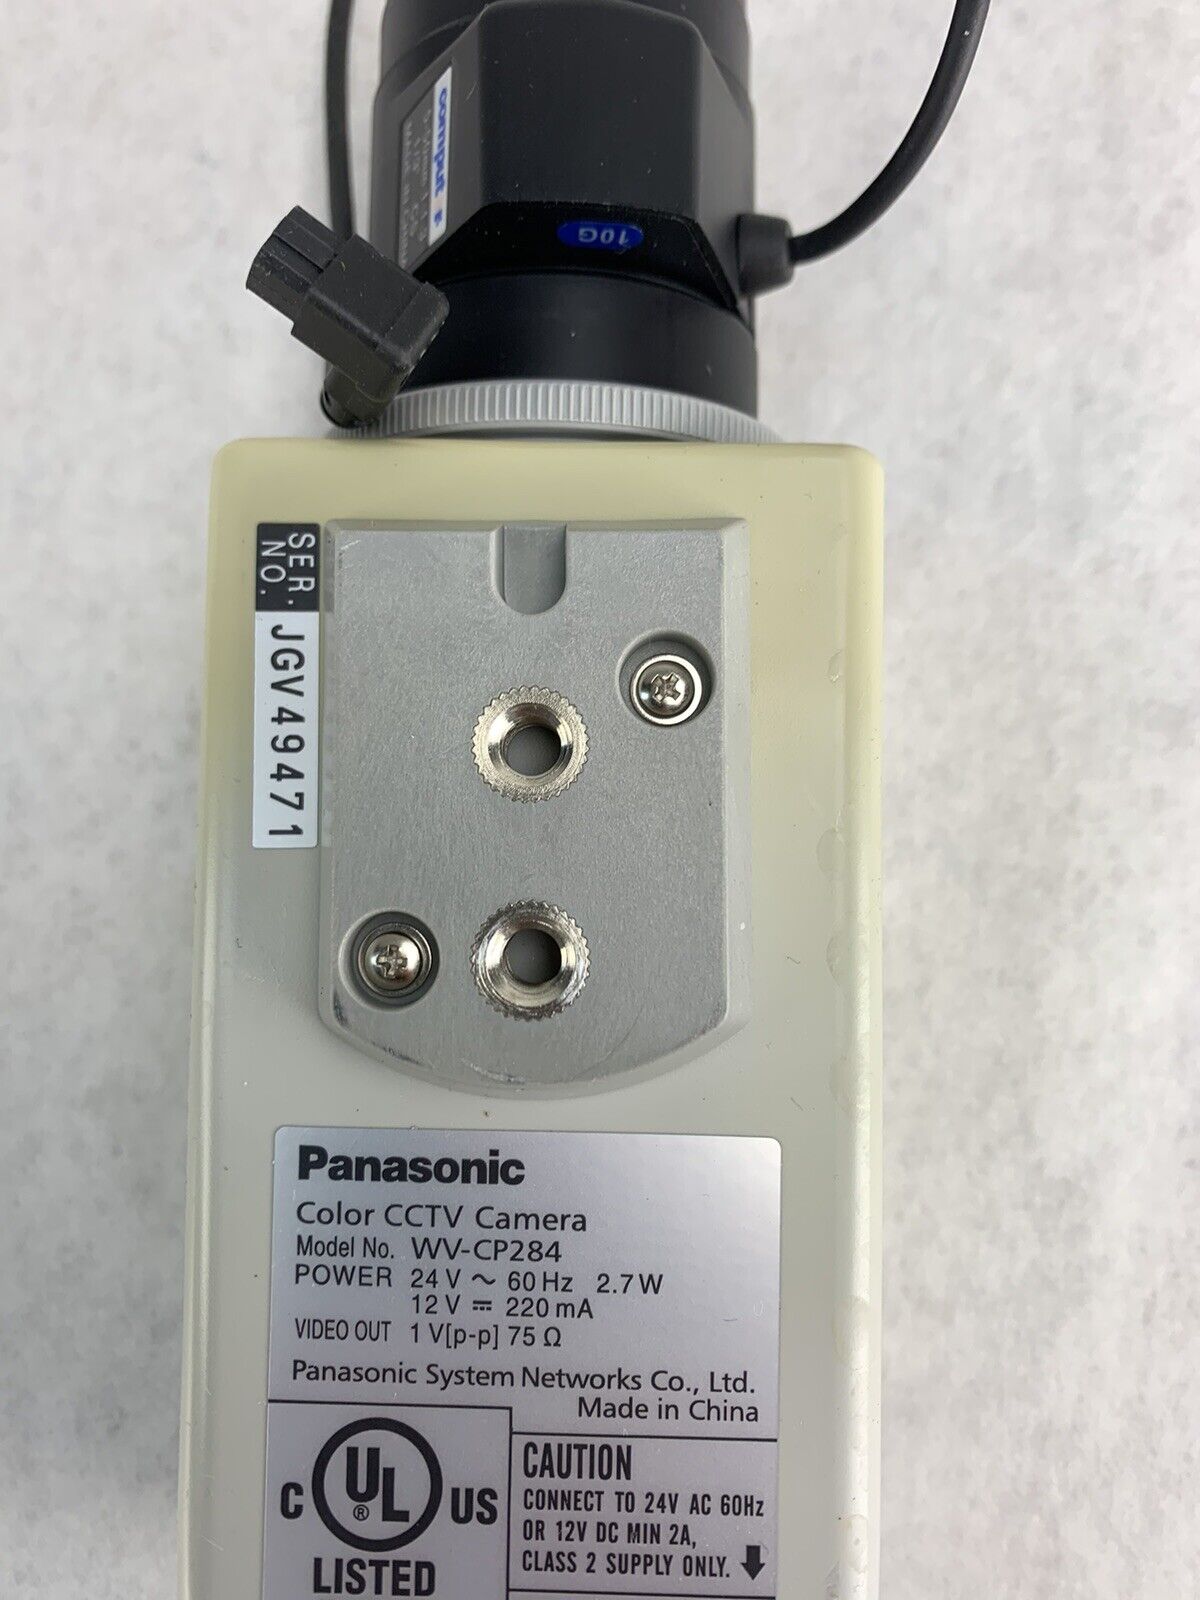 computar
10G
SER.
NO.
JGV49471
Panasonic
Color CCTV Camera
Model No. WV-CP284
POWER 24 V ～ 60 Hz 2.7 W
12 V ⎓ 220 mA
VIDEO OUT 1 V[p-p] 75 Ω
Panasonic System Networks Co., Ltd.
Made in China
C UL ® US
LISTED
CAUTION
CONNECT TO 24V AC 60Hz
OR 12V DC MIN 2A,
CLASS 2 SUPPLY ONLY.